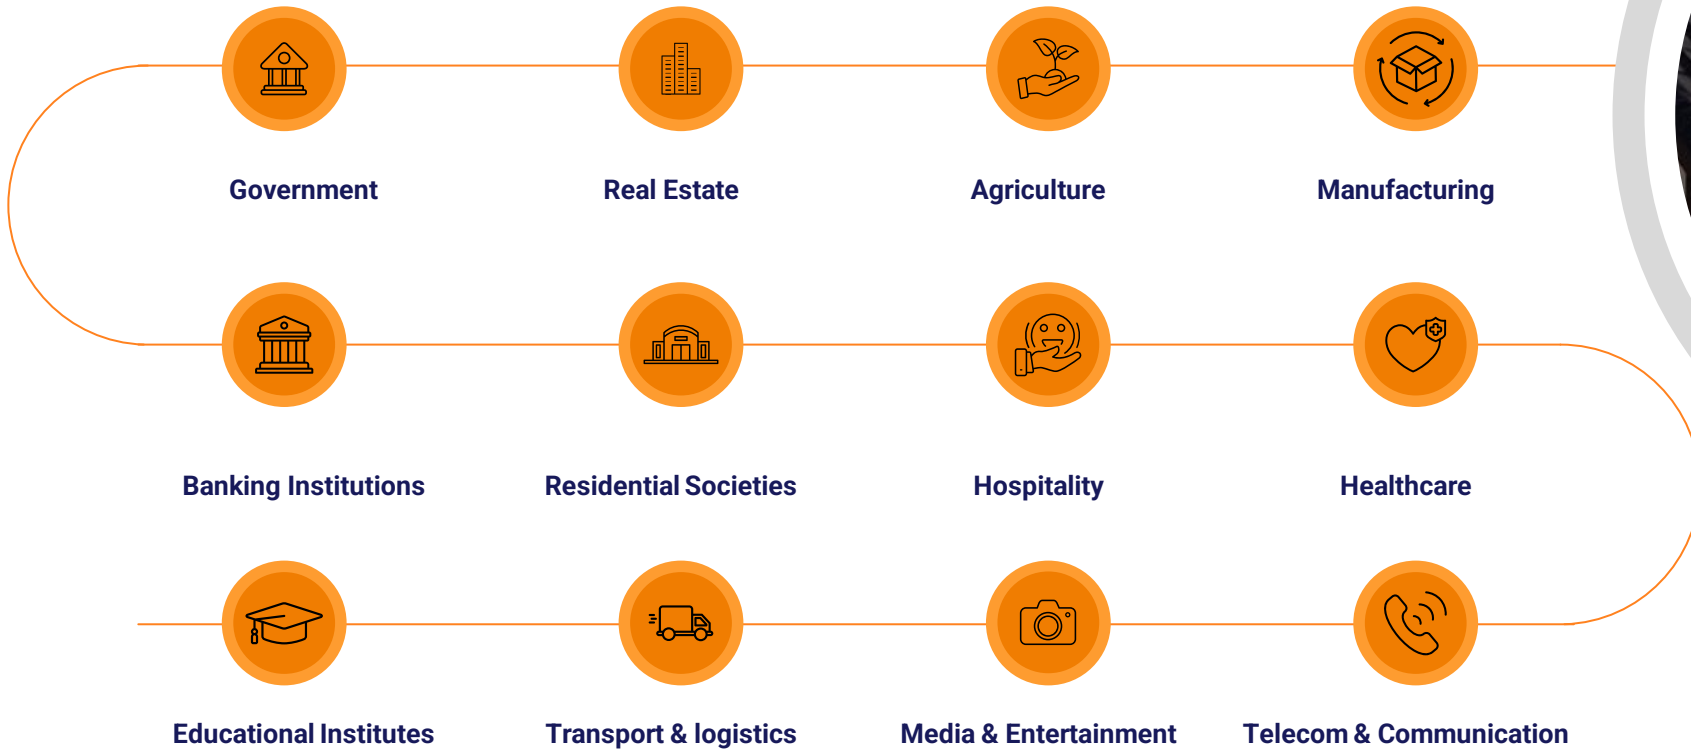 Government
Real Estate
Agriculture
Manufacturing
Banking Institutions
Residential Societies
Hospitality
Healthcare
Educational Institutes
Transport & logistics
Media & Entertainment
Telecom & Communication